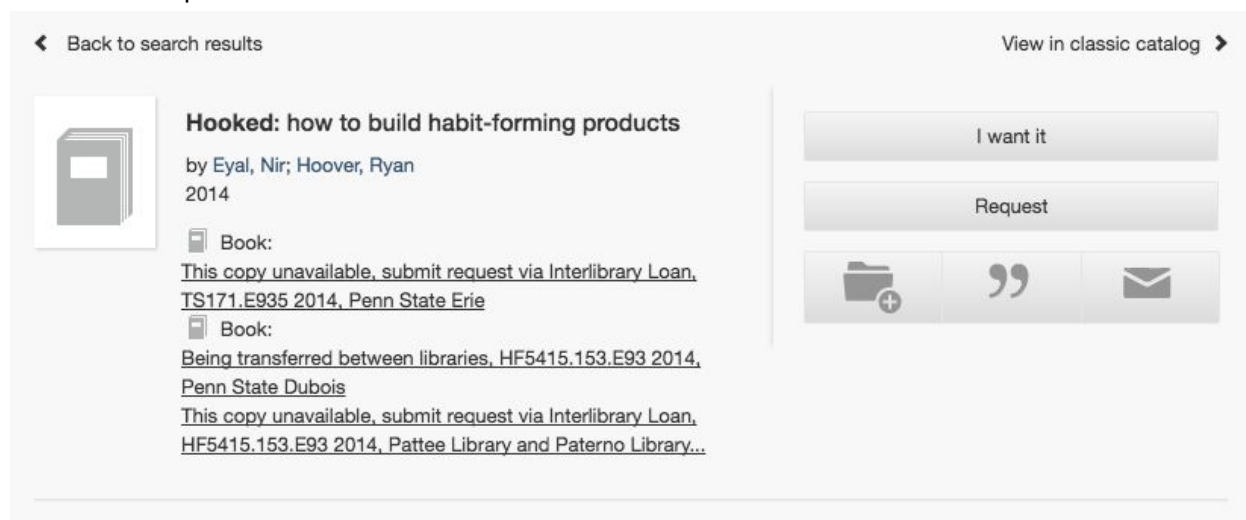 Back to search results
View in classic catalog
Hooked: how to build habit-forming products
by Eyal, Nir; Hoover, Ryan
2014
Book:
This copy unavailable, submit request via Interlibrary Loan,
TS171.E935 2014, Penn State Erie
Book:
Being transferred between libraries, HF5415.153.E93 2014,
Penn State Dubois
This copy unavailable, submit request via Interlibrary Loan,
HF5415.153.E93 2014, Pattee Library and Paterno Library...
I want it
Request